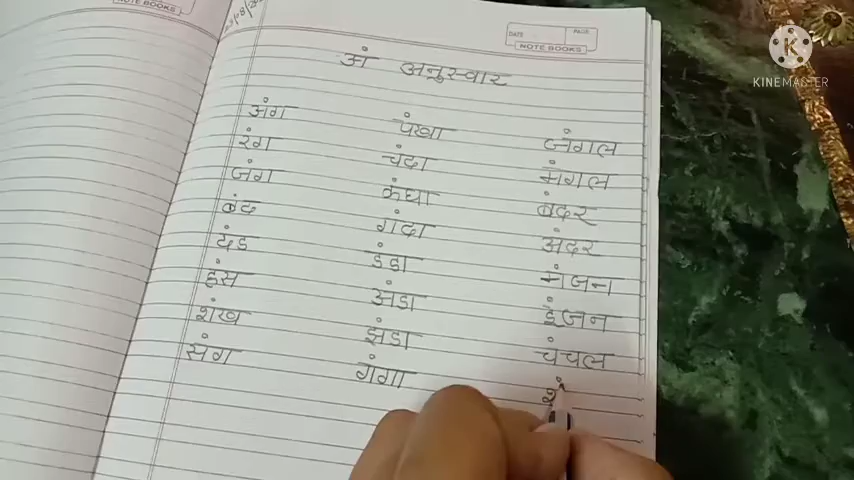 NOTE BOOKS
DATE PAGE
NOTE BOOKS
KINEMASTER
अं अनुस्वार
अंग पंखा जंगल
रंग चंदा मंगल
जंग कंघा बंदर
बंद गंदा अंदर
दंड डंडा मंजन
हंस अंडा इंजन
शंख झंडा चंचल
संग गंगा